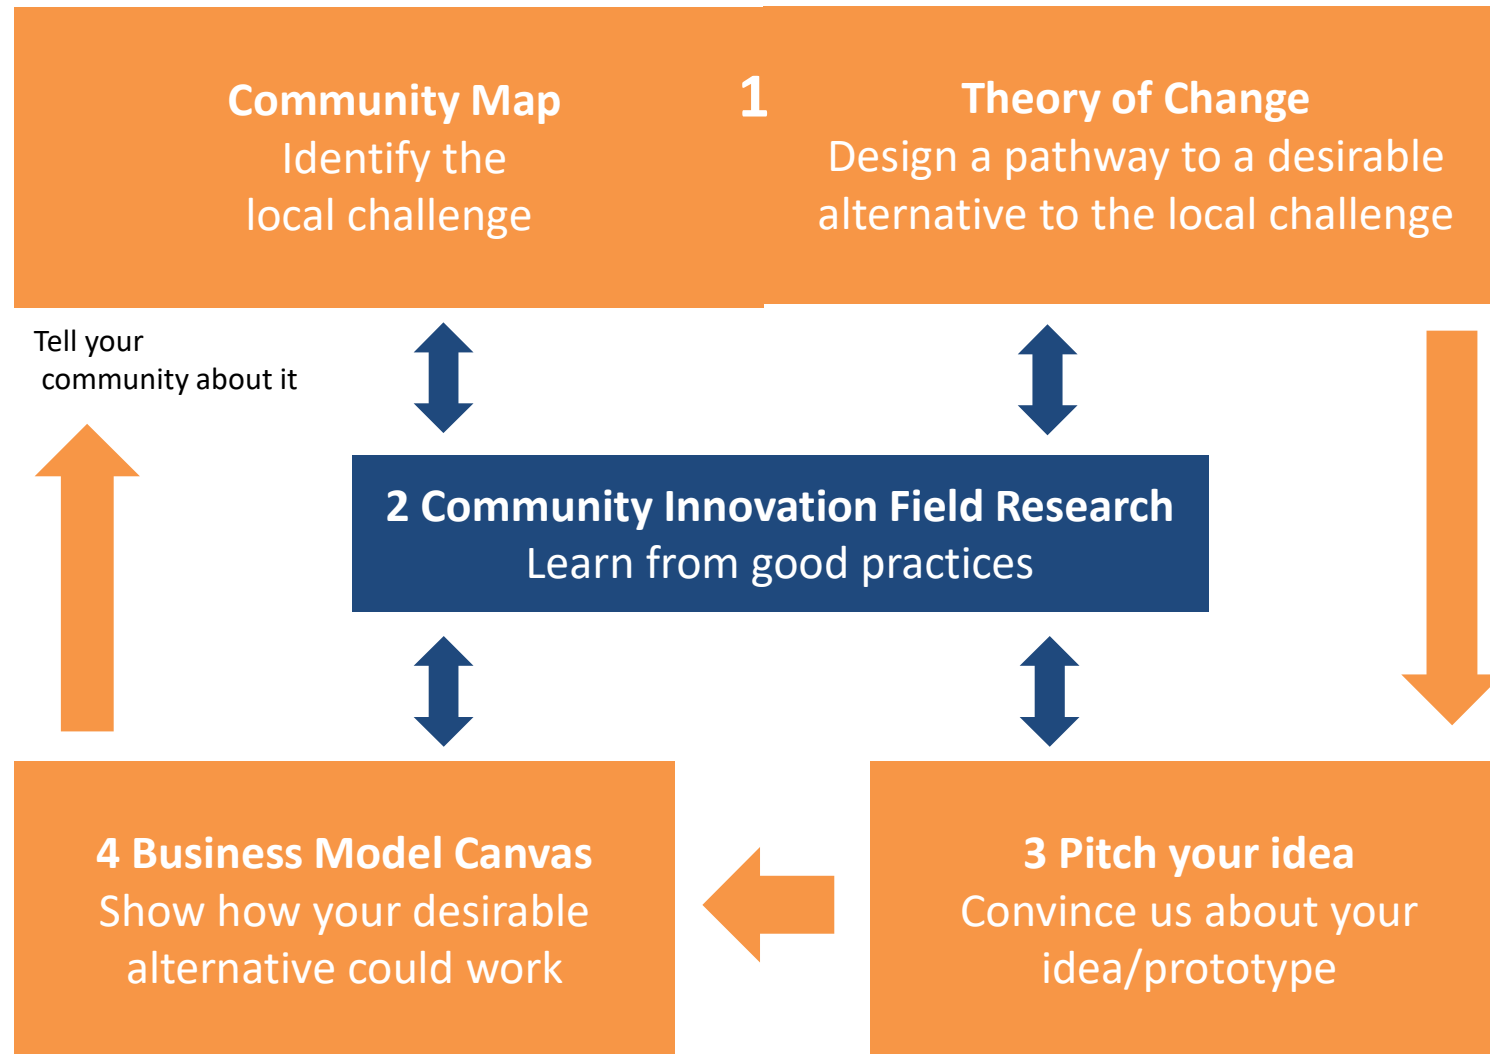 Community Map
Identify the
local challenge
1
Theory of Change
Design a pathway to a desirable
alternative to the local challenge
Tell your
community about it
2 Community Innovation Field Research
Learn from good practices
4 Business Model Canvas
Show how your desirable
alternative could work
3 Pitch your idea
Convince us about your
idea/prototype